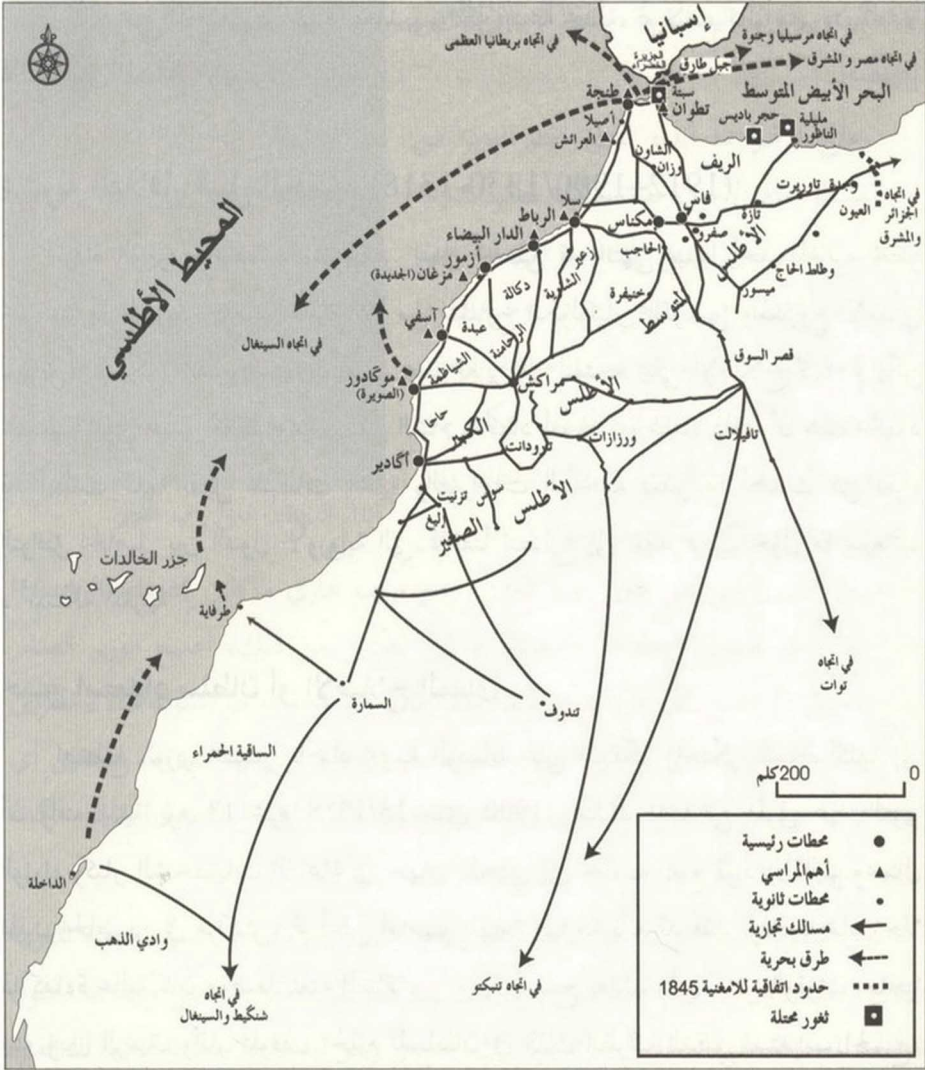 إسبانيا
في اتجاه مرسيليا وجنوة
في اتجاه بريطانيا العظمى
الجزيرة
الخضراء
جبل طارق
في اتجاه مصر و المشرق
البحر الأبيض المتوسط
طنجة
سبتة
تطوان
أصيلا
العرائش
حجر باديس
مليلية
الناظور
الشاون
وزان
الريف
فاس
تازة
وجدة تاوريرت
العيون
في اتجاه
الجزائر
والمشرق
سلا
الرباط
مكناس
صفرو
الدار البيضاء
أزمور
مزغان (الجديدة)
زعير
الحاجب
الأطلس
المتوسط
وطاط الحاج
ميسور
دكالة
الشاوية
خنيفرة
المحيط الأطلسي
في اتجاه السينغال
آسفي
عبدة
الرحامنة
قصر السوق
موكادور
(الصويرة)
الشياظمة
مراكش
الأطلس
الكبير
حاحا
تافيلالت
أكادير
تارودانت
ورزازات
تزنيت
سوس
الأطلس
الصغير
جزر الخالدات
طرفاية
السمارة
تندوف
في اتجاه
توات
الساقية الحمراء
الداخلة
وادي الذهب
في اتجاه
شنكيط والسينغال
في اتجاه تنبكتو
200 كلم
0
محطات رئيسية
أهم المراسي
محطات ثانوية
مسالك تجارية
طرق بحرية
حدود اتفاقية للامغنية 1845
ثغور محتلة